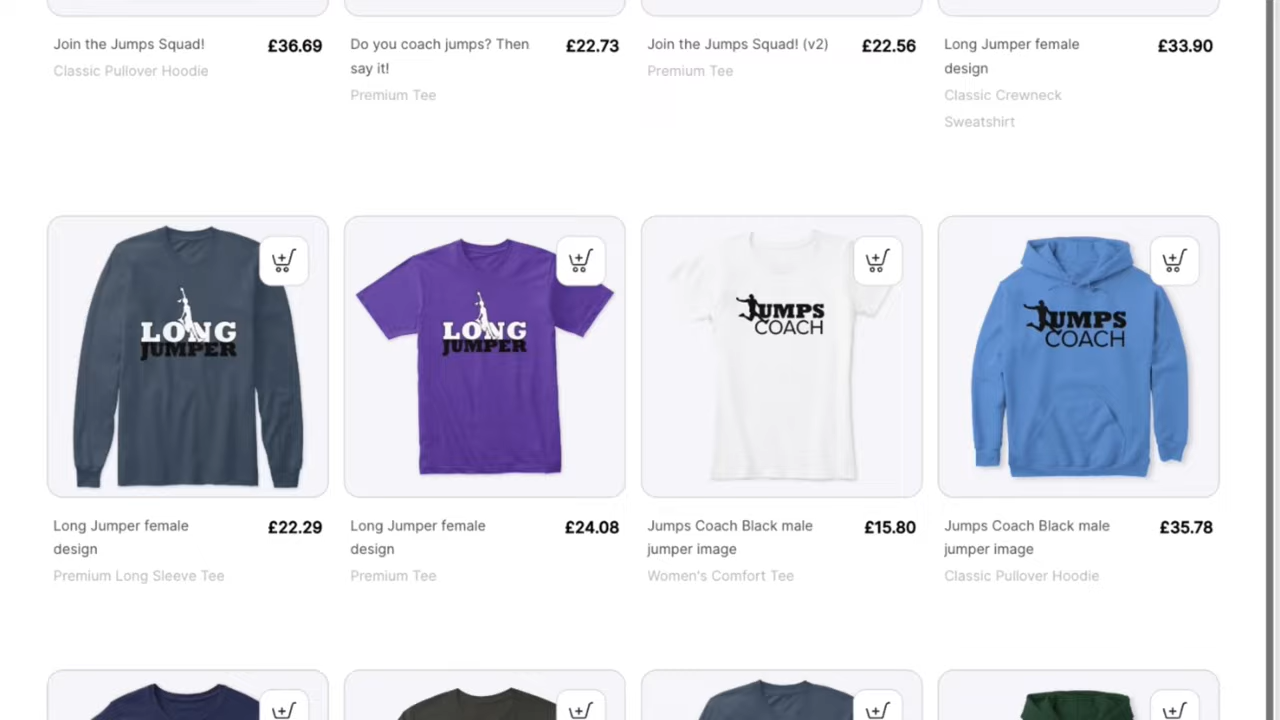 Join the Jumps Squad! £36.69
Classic Pullover Hoodie
Do you coach jumps? Then £22.73
say it!
Premium Tee
Join the Jumps Squad! (v2) £22.56
Premium Tee
Long Jumper female £33.90
design
Classic Crewneck
Sweatshirt
LONG
JUMPER
LONG
JUMPER
JUMPS
COACH
JUMPS
COACH
Long Jumper female £22.29
design
Premium Long Sleeve Tee
Long Jumper female £24.08
design
Premium Tee
Jumps Coach Black male £15.80
jumper image
Women's Comfort Tee
Jumps Coach Black male £35.78
jumper image
Classic Pullover Hoodie